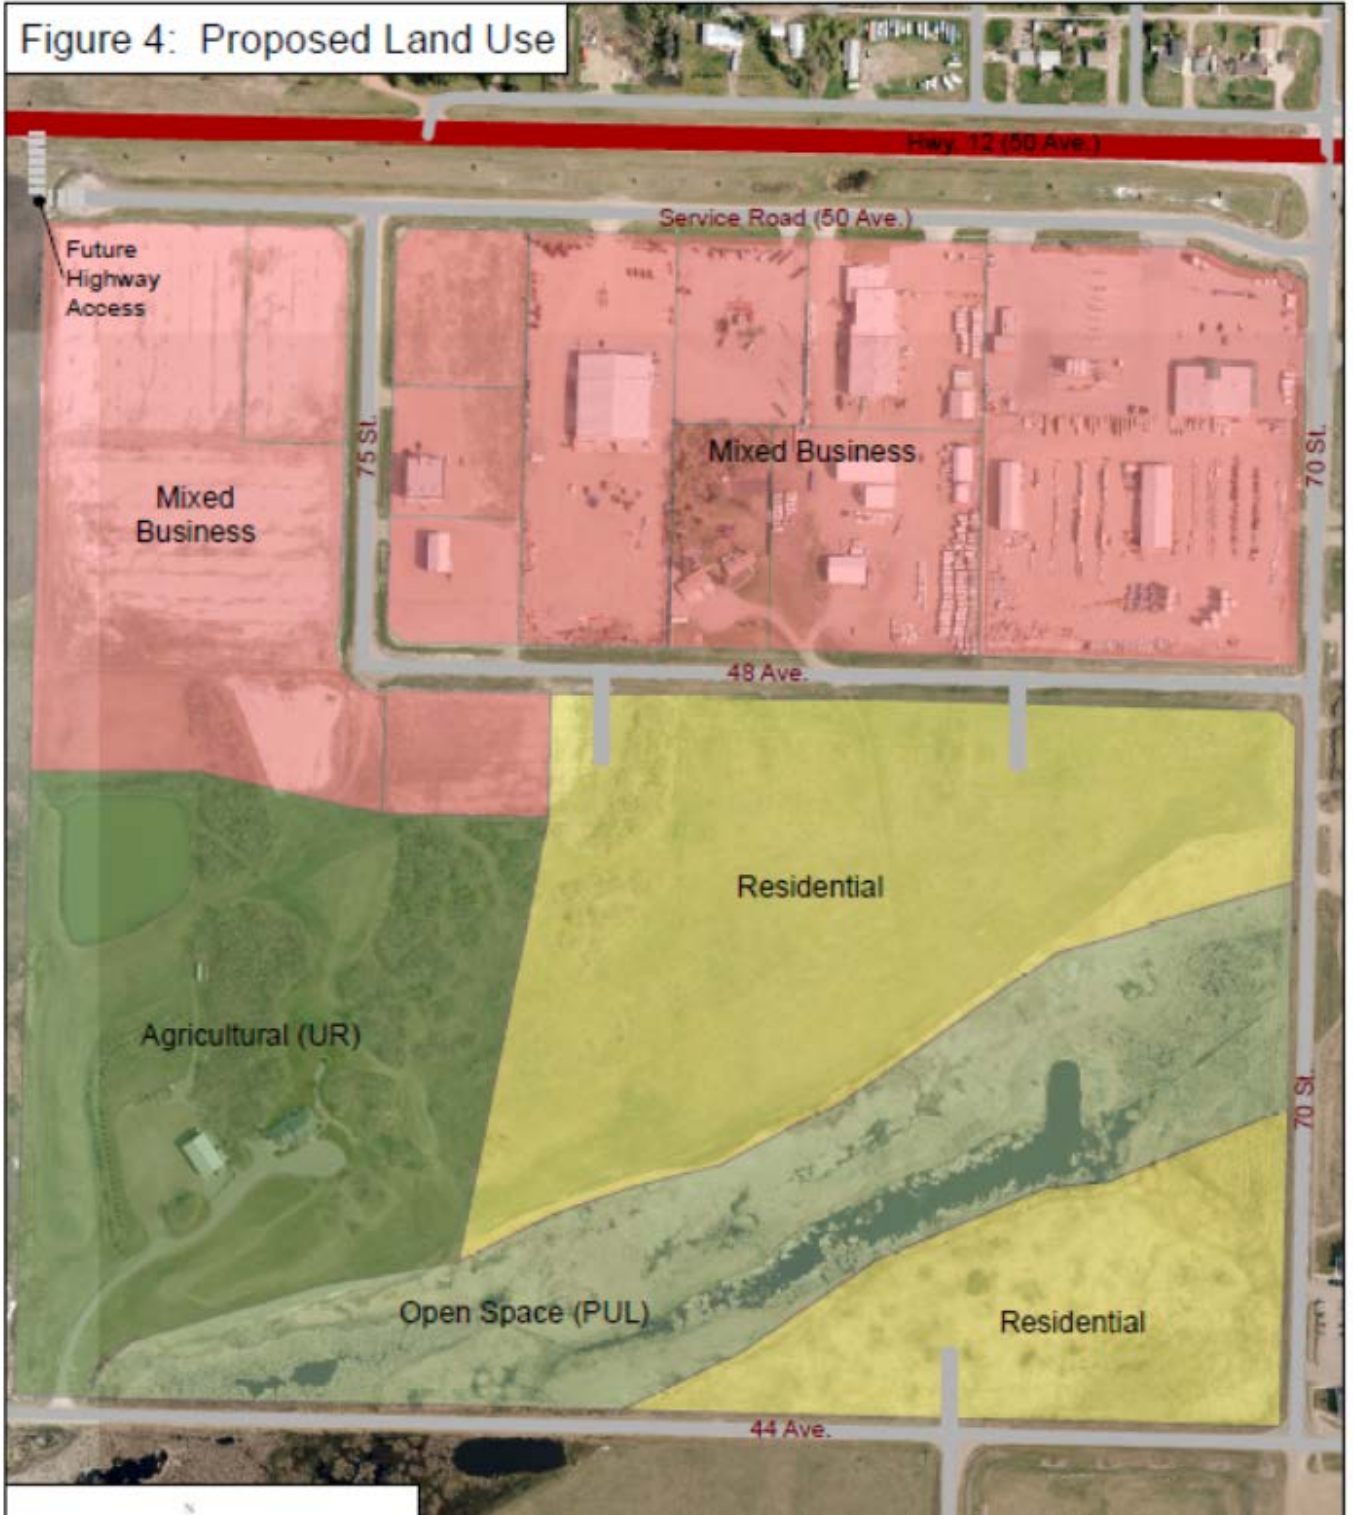 Figure 4:  Proposed Land Use
Hwy. 12 (50 Ave.)
Service Road (50 Ave.)
Future
Highway
Access
75 St.
70 St.
Mixed Business
Mixed
Business
48 Ave.
Residential
Agricultural (UR)
70 St.
Open Space (PUL)
Residential
44 Ave.